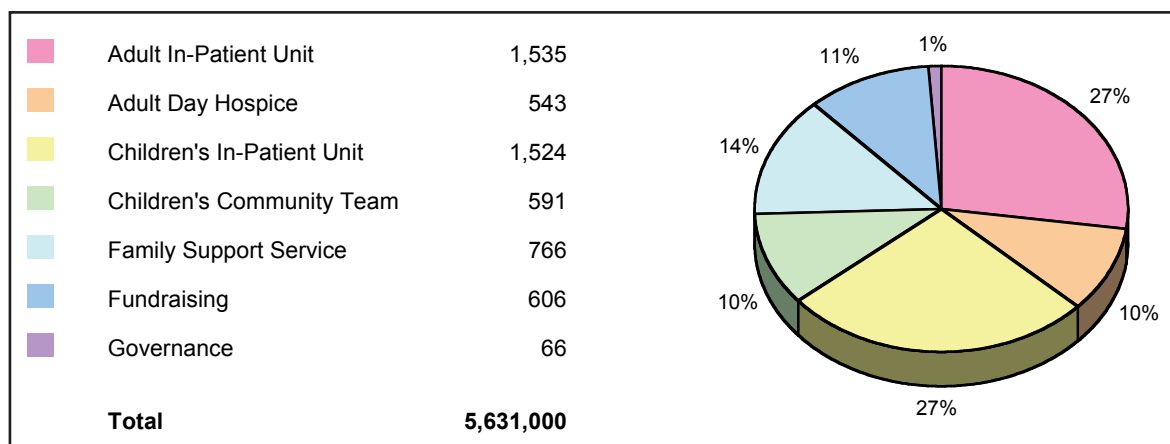 Adult In-Patient Unit 1,535
Adult Day Hospice 543
Children's In-Patient Unit 1,524
Children's Community Team 591
Family Support Service 766
Fundraising 606
Governance 66
Total 5,631,000
1%
11%
27%
14%
10%
10%
27%